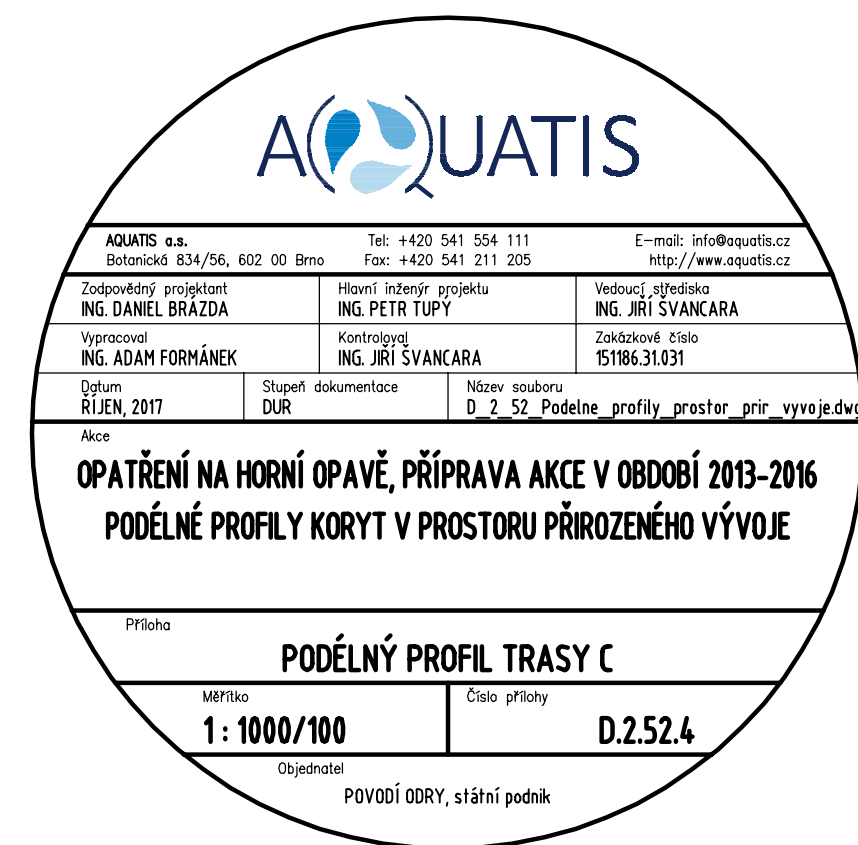 AQUATIS
AQUATIS a.s. Tel: +420 541 554 111 E-mail: info@aquatis.cz
Botanická 834/56, 602 00 Brno Fax: +420 541 211 205 http://www.aquatis.cz
Zodpovědný projektant Hlavní inženýr projektu Vedoucí střediska
ING. DANIEL BRÁZDA ING. PETR TUPÝ ING. JIŘÍ ŠVANCARA
Vypracoval Kontroloval Zakázkové číslo
ING. ADAM FORMÁNEK ING. JIŘÍ ŠVANCARA 151186.31.031
Datum Stupeň dokumentace Název souboru
ŘÍJEN, 2017 DUR D_2_52_Podelne_profily_prostor_prir_vyvoje.dwg
Akce
OPATŘENÍ NA HORNÍ OPAVĚ, PŘÍPRAVA AKCE V OBDOBÍ 2013-2016
PODÉLNÉ PROFILY KORYT V PROSTORU PŘIROZENÉHO VÝVOJE
Příloha
PODÉLNÝ PROFIL TRASY C
Měřítko Číslo přílohy
1 : 1000/100 D.2.52.4
Objednatel
POVODÍ ODRY, státní podnik